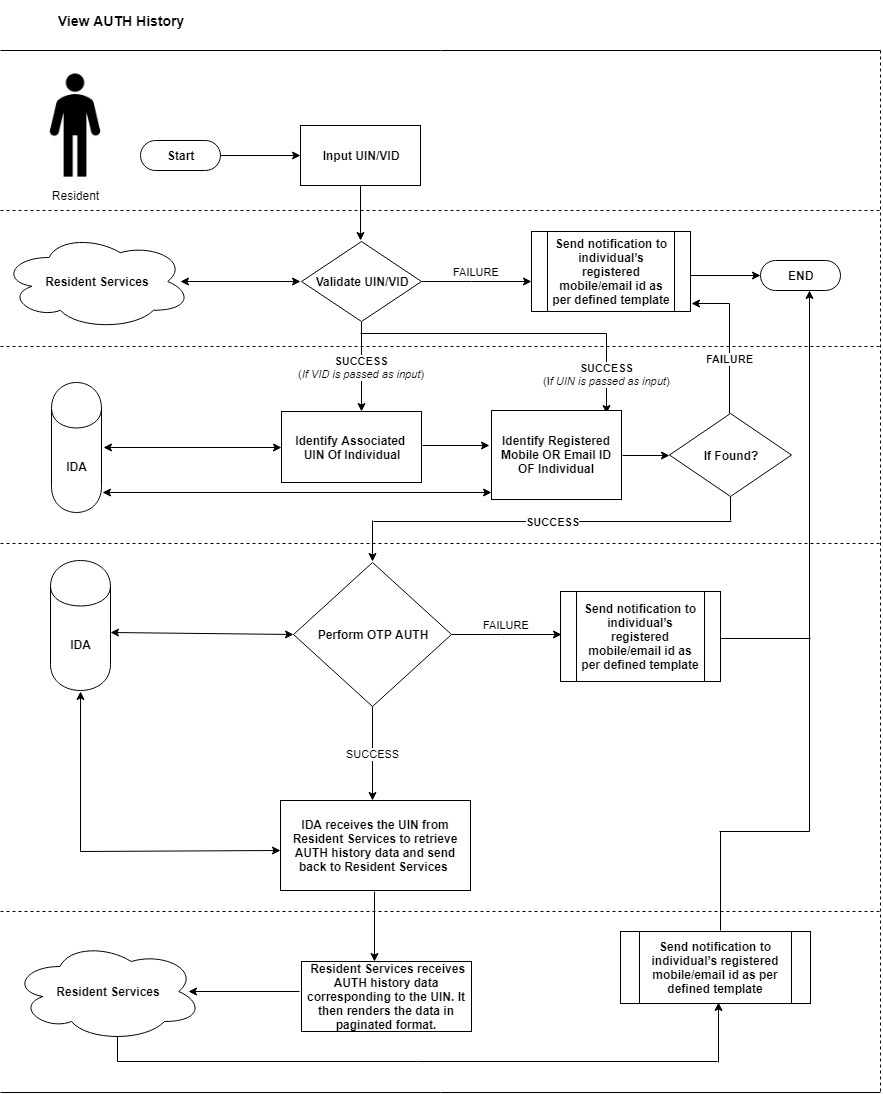 View AUTH History
Start
Input UIN/VID
Resident
Resident Services
Validate UIN/VID
FAILURE
Send notification to
individual's
registered
mobile/email id as
per defined template
END
SUCCESS
(If VID is passed as input)
SUCCESS
(If UIN is passed as input)
FAILURE
IDA
Identify Associated
UIN Of Individual
Identify Registered
Mobile OR Email ID
OF Individual
If Found?
SUCCESS
IDA
Perform OTP AUTH
FAILURE
Send notification to
individual's
registered
mobile/email id as
per defined template
SUCCESS
IDA receives the UIN from
Resident Services to retrieve
AUTH history data and send
back to Resident Services
Resident Services
Resident Services receives
AUTH history data
corresponding to the UIN. It
then renders the data in
paginated format.
Send notification to
individual's registered
mobile/email id as per
defined template